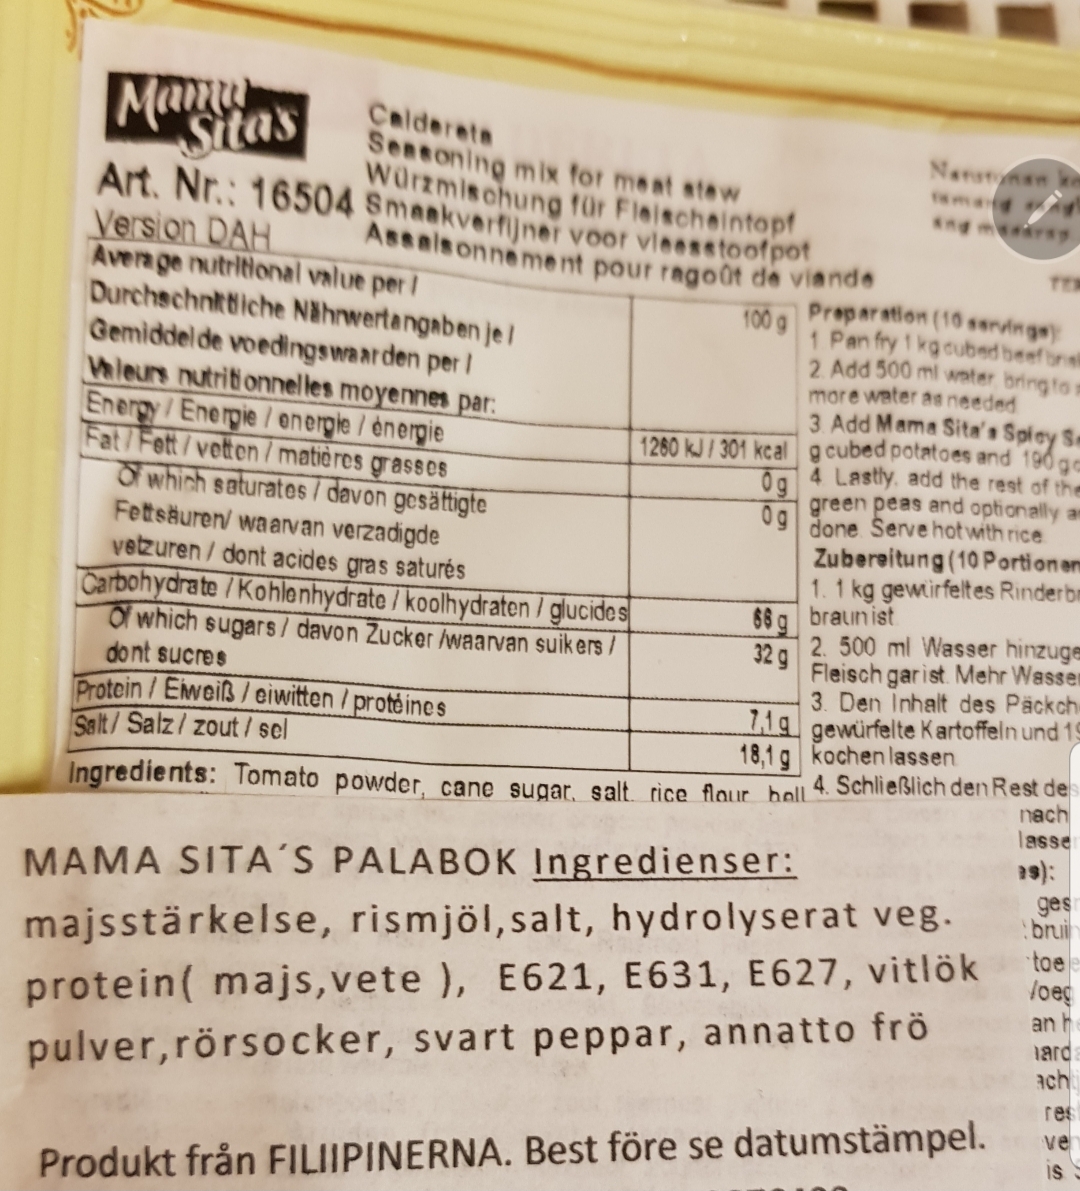 Mama Sita's
Art. Nr.: 16504
Version DAH
Caldereta
Seasoning mix for meat stew
Würzmischung für Fleischeintopf
Smaakverfijner voor vleesstoofpot
Assaisonnement pour ragoût de viande
Average nutritional value per /
Durchschnittliche Nährwertangaben je /
Gemiddelde voedingswaarden per /
Valeurs nutritionnelles moyennes par:
100 g
Energy / Energie / energie / énergie
1260 kJ / 301 kcal
Fat / Fett / vetten / matières grasses
0 g
Of which saturates / davon gesättigte
Fettsäuren/ waarvan verzadigde
vetzuren / dont acides gras saturés
0 g
Carbohydrate / Kohlenhydrate / koolhydraten / glucides
66 g
Of which sugars / davon Zucker /waarvan suikers /
dont sucres
32 g
Protein / Eiweiß / eiwitten / protéines
7,1 g
Salt / Salz / zout / sel
18,1 g
Ingredients: Tomato powder, cane sugar, salt, rice flour, bell
Preparation (10 servings):
1. Pan fry 1 kg cubed beef
2. Add 500 ml water, bring to
more water as needed.
3. Add Mama Sita's Spicy
g cubed potatoes and 190 g
4. Lastly, add the rest of the
green peas and optionally
done. Serve hot with rice.
Zubereitung (10 Portionen
1. 1 kg gewürfeltes
braun ist.
2. 500 ml Wasser
Fleisch gar ist. Mehr
3. Den Inhalt des
gewürfelte Kartoffeln und
kochen lassen.
4. Schließlich den Rest des
nach
MAMA SITA´S PALABOK Ingredienser:
majsstärkelse, rismjöl,salt, hydrolyserat veg.
protein( majs,vete ), E621, E631, E627, vitlök
pulver,rörsocker, svart peppar, annatto frö
Produkt från FILIIPINERNA. Best före se datumstämpel.